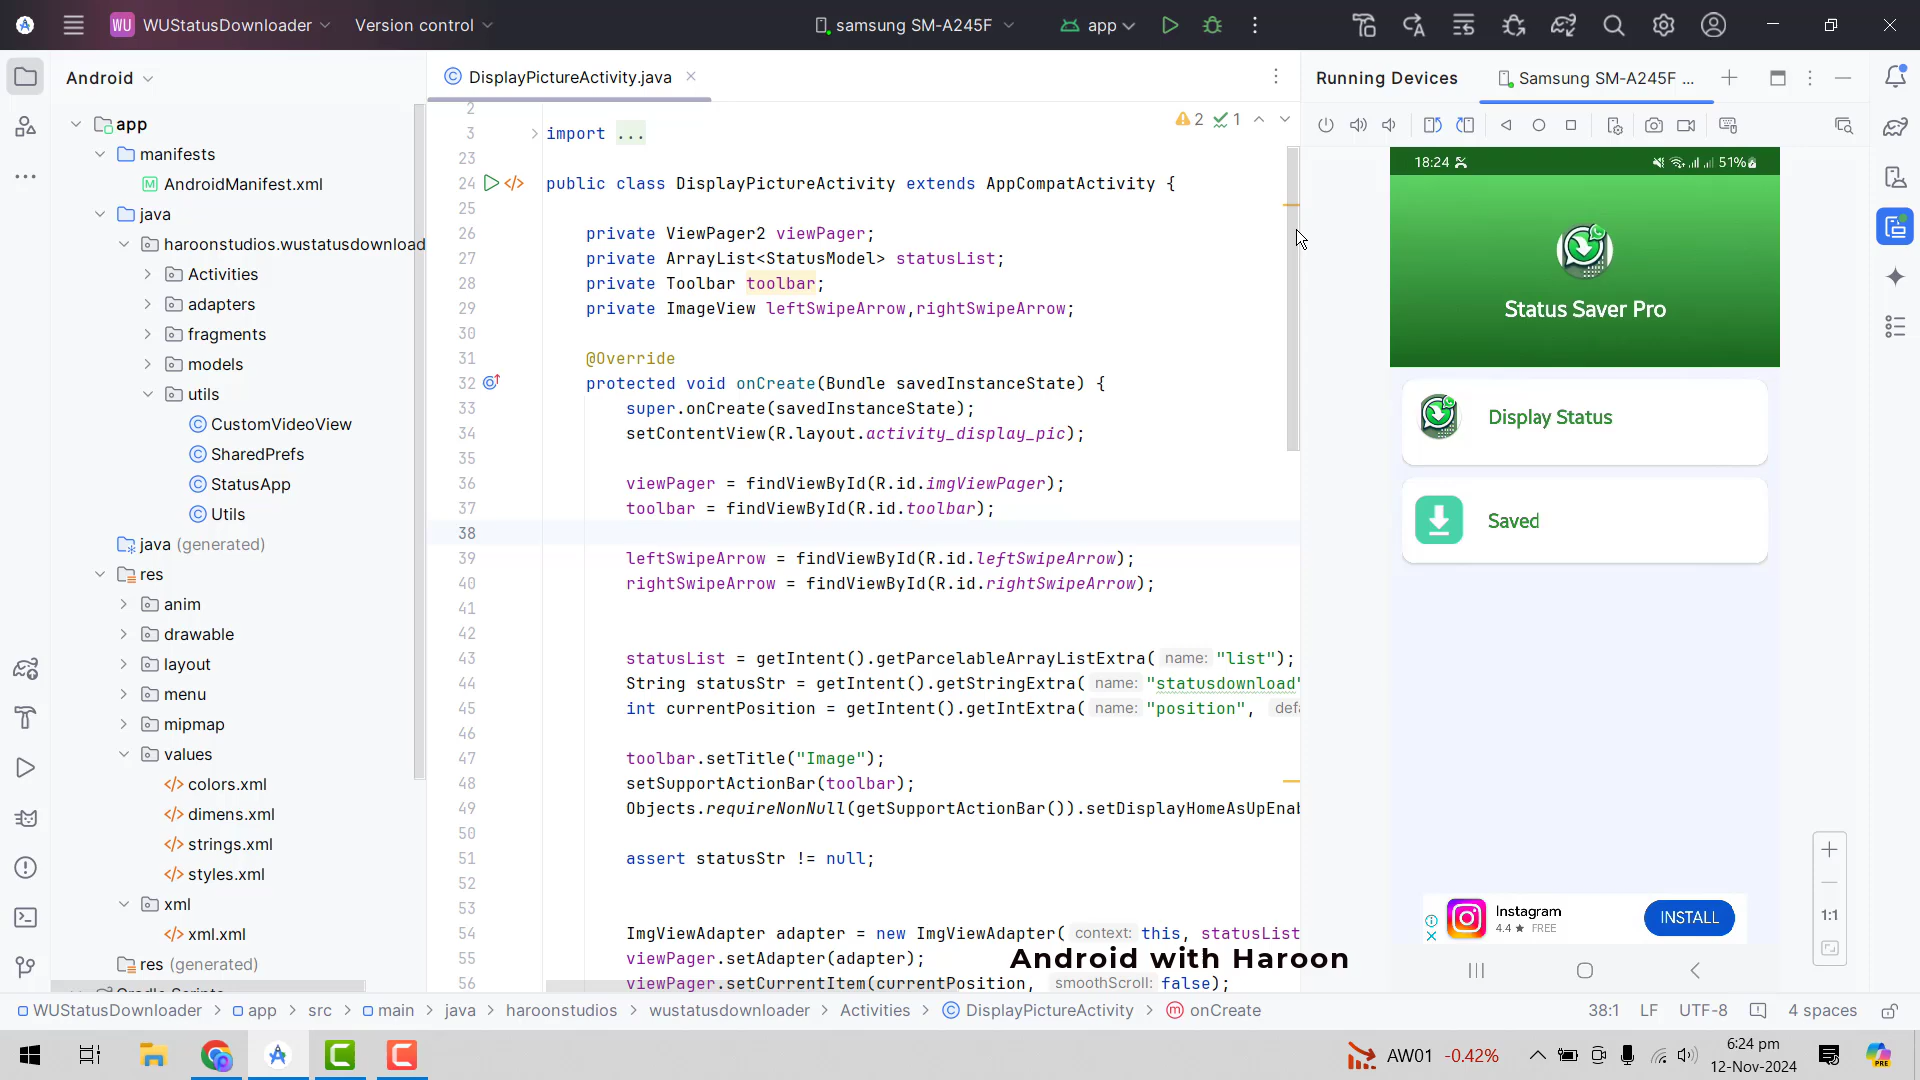 WU WUStatusDownloader Version control samsung SM-A245F app
Android
app
manifests
AndroidManifest.xml
java
haroonstudios.wustatusdownload
Activities
adapters
fragments
models
utils
CustomVideoView
SharedPrefs
StatusApp
Utils
java (generated)
res
anim
drawable
layout
menu
mipmap
values
colors.xml
dimens.xml
strings.xml
styles.xml
xml
xml.xml
res (generated)
DisplayPictureActivity.java
2 1
2
3 import ...
23
24 public class DisplayPictureActivity extends AppCompatActivity {
25
26 private ViewPager2 viewPager;
27 private ArrayList<StatusModel> statusList;
28 private Toolbar toolbar;
29 private ImageView leftSwipeArrow,rightSwipeArrow;
30
31 @Override
32 protected void onCreate(Bundle savedInstanceState) {
33 super.onCreate(savedInstanceState);
34 setContentView(R.layout.activity_display_pic);
35
36 viewPager = findViewById(R.id.imgViewPager);
37 toolbar = findViewById(R.id.toolbar);
38
39 leftSwipeArrow = findViewById(R.id.leftSwipeArrow);
40 rightSwipeArrow = findViewById(R.id.rightSwipeArrow);
41
42
43 statusList = getIntent().getParcelableArrayListExtra( name: "list");
44 String statusStr = getIntent().getStringExtra( name: "statusdownload"
45 int currentPosition = getIntent().getIntExtra( name: "position", defa
46
47 toolbar.setTitle("Image");
48 setSupportActionBar(toolbar);
49 Objects.requireNonNull(getSupportActionBar()).setDisplayHomeAsUpEnab
50
51 assert statusStr != null;
52
53
54 ImgViewAdapter adapter = new ImgViewAdapter( context: this, statusList
55 viewPager.setAdapter(adapter);
56 viewPager.setCurrentItem(currentPosition, smoothScroll: false);
Running Devices Samsung SM-A245F ...
18:24 51%
Status Saver Pro
Display Status
Saved
Instagram
4.4 ★ FREE
INSTALL
1:1
Android with Haroon
WUStatusDownloader > app > src > main > java > haroonstudios > wustatusdownloader > Activities > DisplayPictureActivity > onCreate
38:1 LF UTF-8 4 spaces
AW01 -0.42%
6:24 pm
12-Nov-2024
PRE